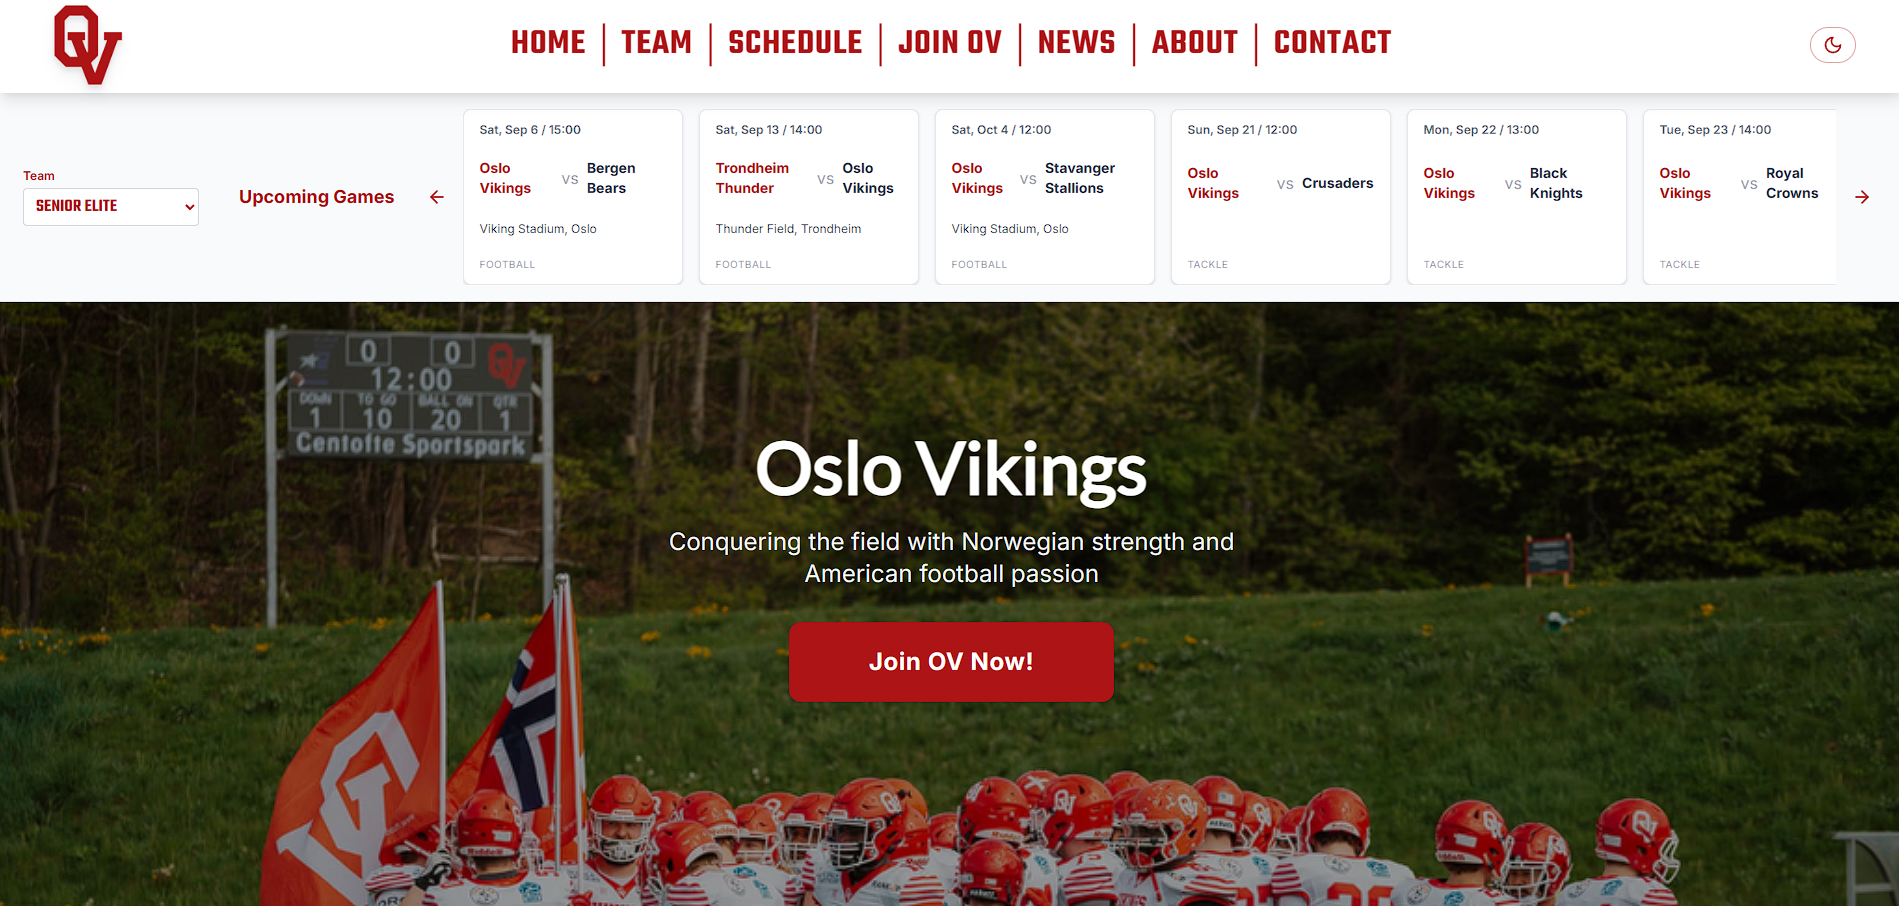 OV
HOME
TEAM
SCHEDULE
JOIN OV
NEWS
ABOUT
CONTACT
Team
SENIOR ELITE
Upcoming Games
Sat, Sep 6 / 15:00
Oslo Vikings
VS
Bergen Bears
Viking Stadium, Oslo
FOOTBALL
Sat, Sep 13 / 14:00
Trondheim Thunder
VS
Oslo Vikings
Thunder Field, Trondheim
FOOTBALL
Sat, Oct 4 / 12:00
Oslo Vikings
VS
Stavanger Stallions
Viking Stadium, Oslo
FOOTBALL
Sun, Sep 21 / 12:00
Oslo Vikings
VS
Crusaders
TACKLE
Mon, Sep 22 / 13:00
Oslo Vikings
VS
Black Knights
TACKLE
Tue, Sep 23 / 14:00
Oslo Vikings
VS
Royal Crowns
TACKLE
0 0 OV
12:00
DOWN TO GO BALL ON QTR
1 10 20 1
Centofte Sportspark
Oslo Vikings
Conquering the field with Norwegian strength and
American football passion
Join OV Now!
OV
Riddell